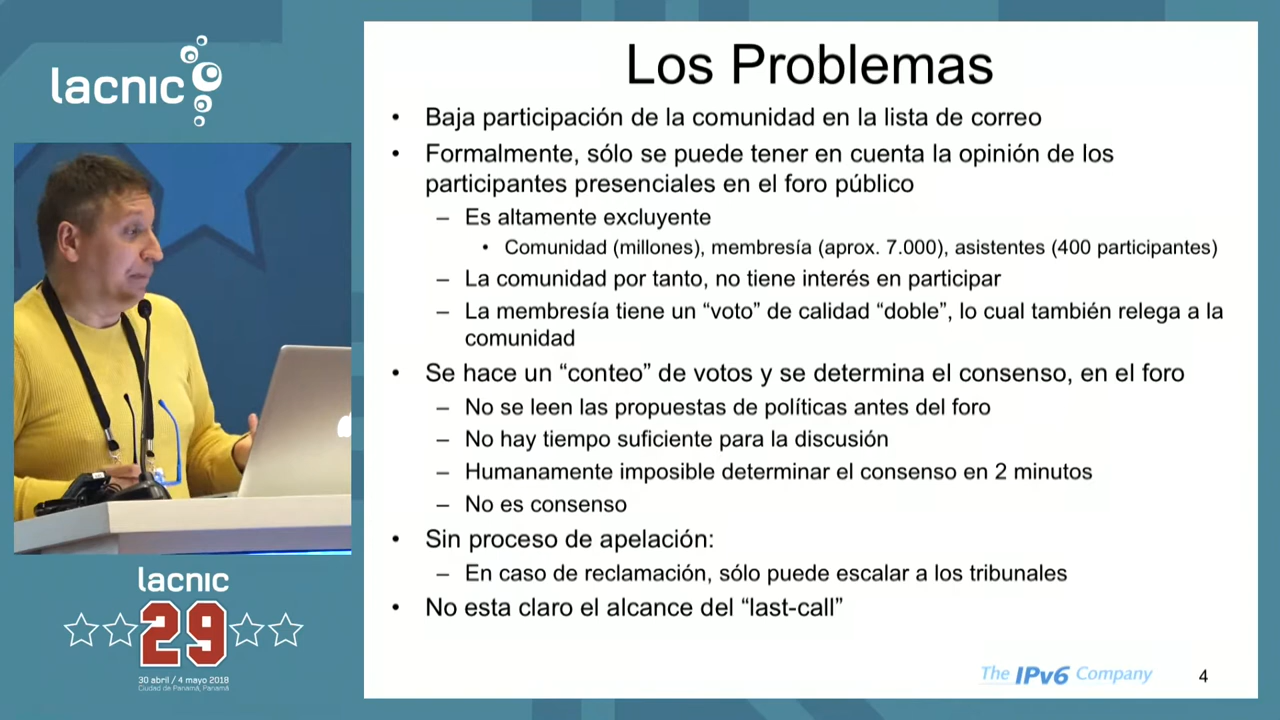 lacnic
Los Problemas
• Baja participación de la comunidad en la lista de correo
• Formalmente, sólo se puede tener en cuenta la opinión de los
participantes presenciales en el foro público
– Es altamente excluyente
• Comunidad (millones), membresía (aprox. 7.000), asistentes (400 participantes)
– La comunidad por tanto, no tiene interés en participar
– La membresía tiene un “voto” de calidad “doble”, lo cual también relega a la
comunidad
• Se hace un “conteo” de votos y se determina el consenso, en el foro
– No se leen las propuestas de políticas antes del foro
– No hay tiempo suficiente para la discusión
– Humanamente imposible determinar el consenso en 2 minutos
– No es consenso
• Sin proceso de apelación:
– En caso de reclamación, sólo puede escalar a los tribunales
• No esta claro el alcance del “last-call”
The IPv6 Company
4
lacnic
29
30 abril / 4 mayo 2018
Ciudad de Panamá, Panamá